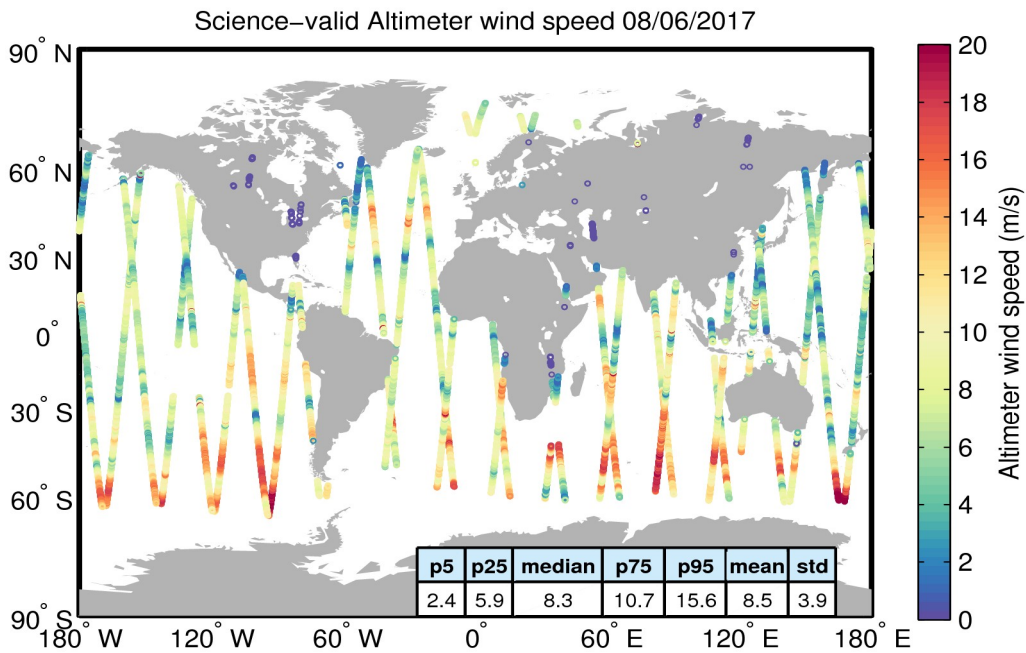 Science−valid Altimeter wind speed 08/06/2017
90° N
60° N
30° N
0°
30° S
60° S
90° S
180° W
120° W
60° W
0°
60° E
120° E
180° E
p5 p25 median p75 p95 mean std
2.4 5.9 8.3 10.7 15.6 8.5 3.9
20
18
16
14
12
10
8
6
4
2
0
Altimeter wind speed (m/s)